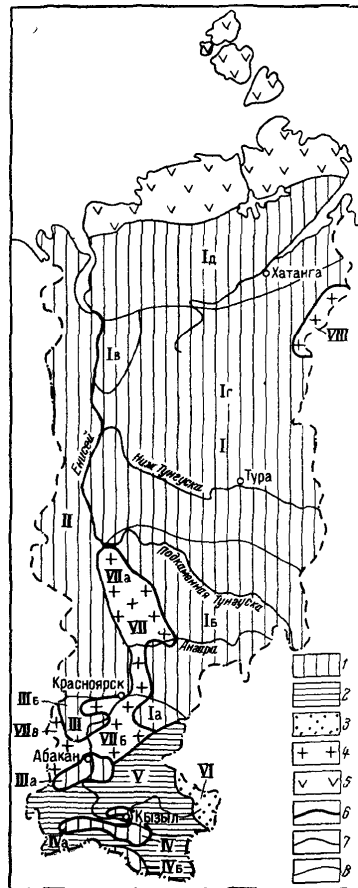 Iд
Хатанга
VIII
Iв
Iг
I
Енисей
Ниж Тунгуска
Тура
II
VIIа
Подкаменная Тунгуска
VII
Iб
Ангара
Красноярск
IIIб
Iа
III
VIIв
VIIб
Абакан
IIIа
V
VI
Кызыл
IVа
IV
IVб
1
2
3
4
5
6
7
8